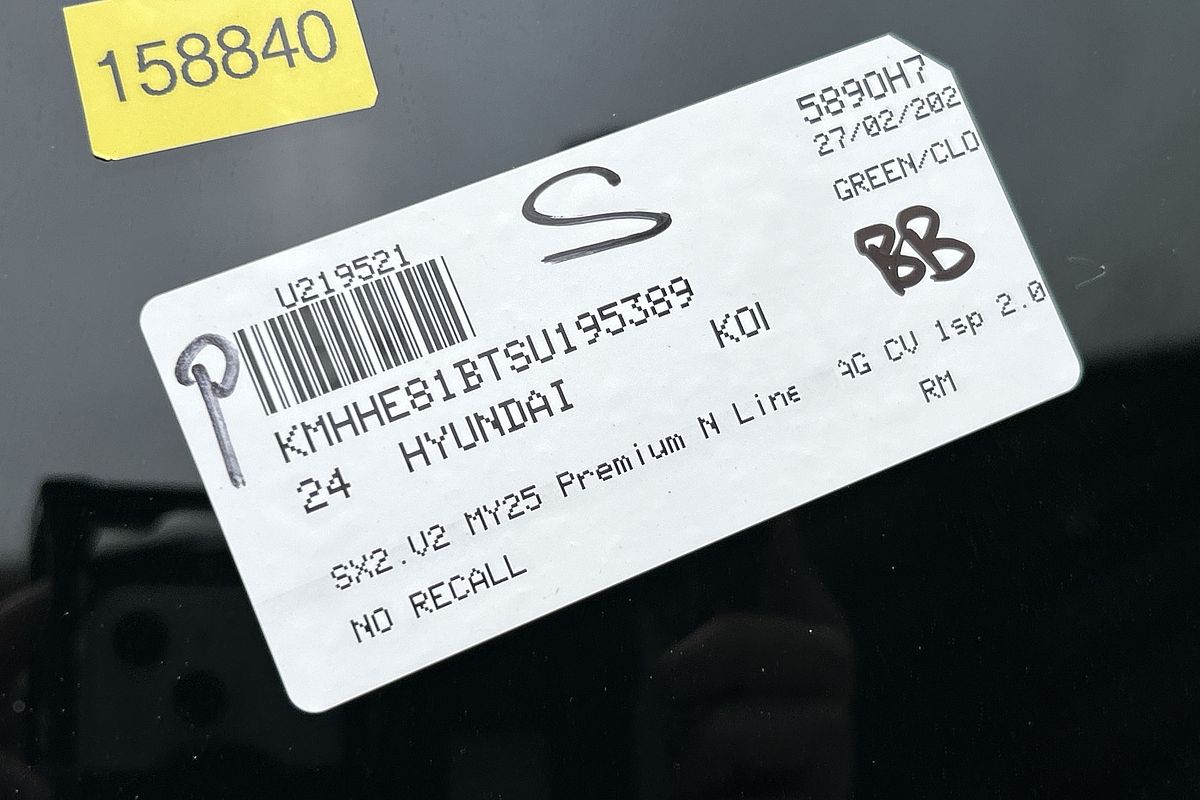 158840
5890H7
27/02/202
GREEN/CLO
S
BB
U219521
P
KMHHE81BTSU195389
24 HYUNDAI KOI
SX2.V2 MY25 Premium N Line AG CV 1sp 2.0
NO RECALL RM